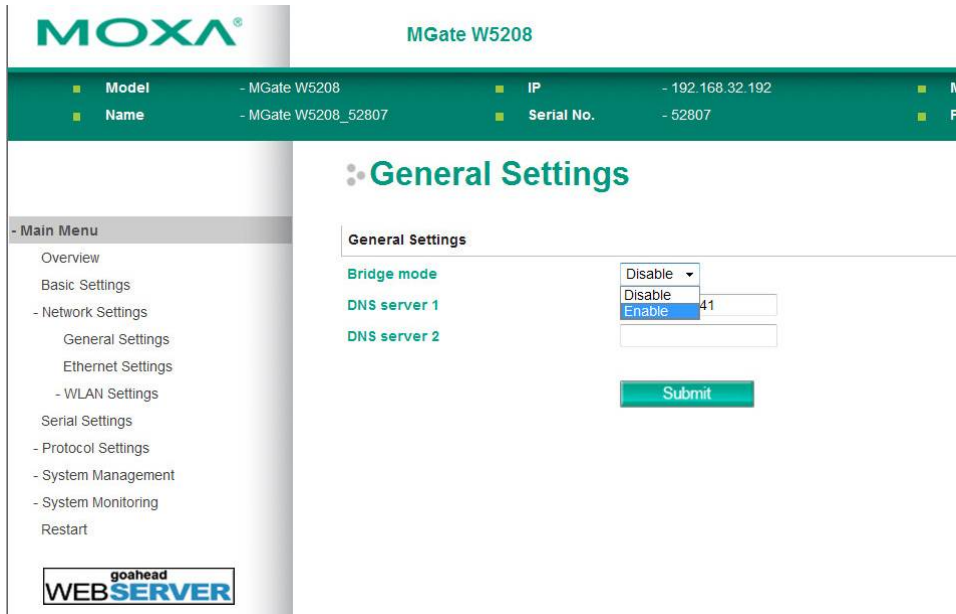 MOXA®
MGate W5208
Model - MGate W5208 IP - 192.168.32.192
Name - MGate W5208_52807 Serial No. - 52807
General Settings
- Main Menu
Overview
Basic Settings
- Network Settings
General Settings
Ethernet Settings
- WLAN Settings
Serial Settings
- Protocol Settings
- System Management
- System Monitoring
Restart
goahead
WEBSERVER
General Settings
Bridge mode Disable
Disable
Enable
DNS server 1 41
DNS server 2
Submit